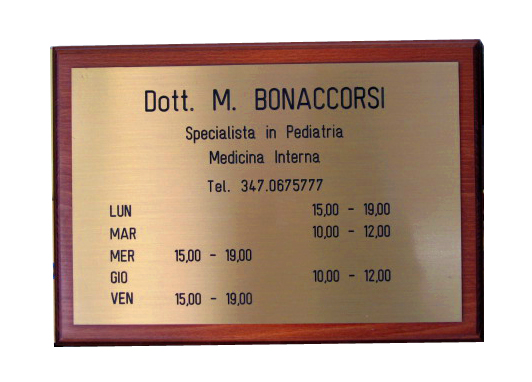 Dott. M. BONACCORSI
Specialista in Pediatria
Medicina Interna
Tel. 347.0675777
LUN 15,00 - 19,00
MAR 10,00 - 12,00
MER 15,00 - 19,00
GIO 10,00 - 12,00
VEN 15,00 - 19,00